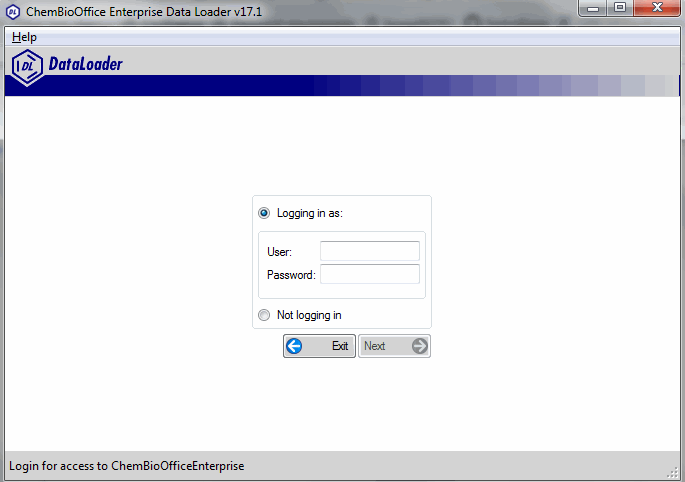 ChemBioOffice Enterprise Data Loader v17.1
Help
DL DataLoader
Logging in as:
User:
Password:
Not logging in
Exit Next
Login for access to ChemBioOfficeEnterprise